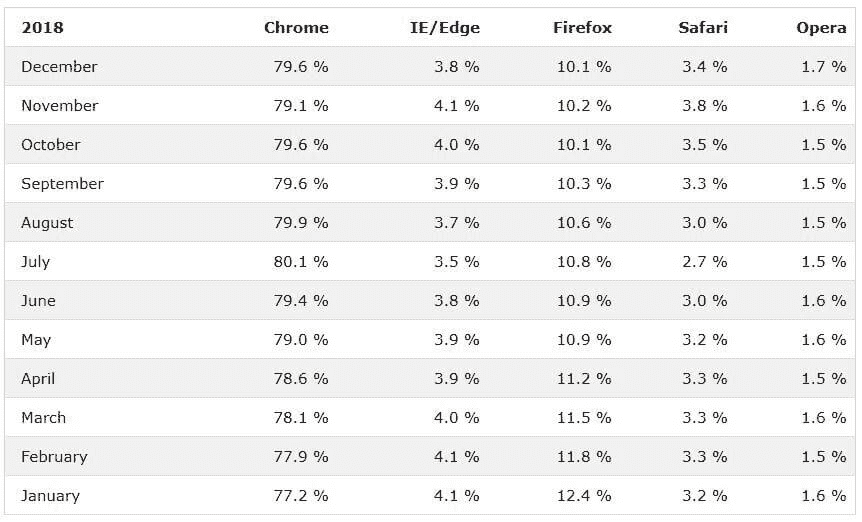 2018 Chrome IE/Edge Firefox Safari Opera
December 79.6 % 3.8 % 10.1 % 3.4 % 1.7 %
November 79.1 % 4.1 % 10.2 % 3.8 % 1.6 %
October 79.6 % 4.0 % 10.1 % 3.5 % 1.5 %
September 79.6 % 3.9 % 10.3 % 3.3 % 1.5 %
August 79.9 % 3.7 % 10.6 % 3.0 % 1.5 %
July 80.1 % 3.5 % 10.8 % 2.7 % 1.5 %
June 79.4 % 3.8 % 10.9 % 3.0 % 1.6 %
May 79.0 % 3.9 % 10.9 % 3.2 % 1.6 %
April 78.6 % 3.9 % 11.2 % 3.3 % 1.5 %
March 78.1 % 4.0 % 11.5 % 3.3 % 1.6 %
February 77.9 % 4.1 % 11.8 % 3.3 % 1.5 %
January 77.2 % 4.1 % 12.4 % 3.2 % 1.6 %